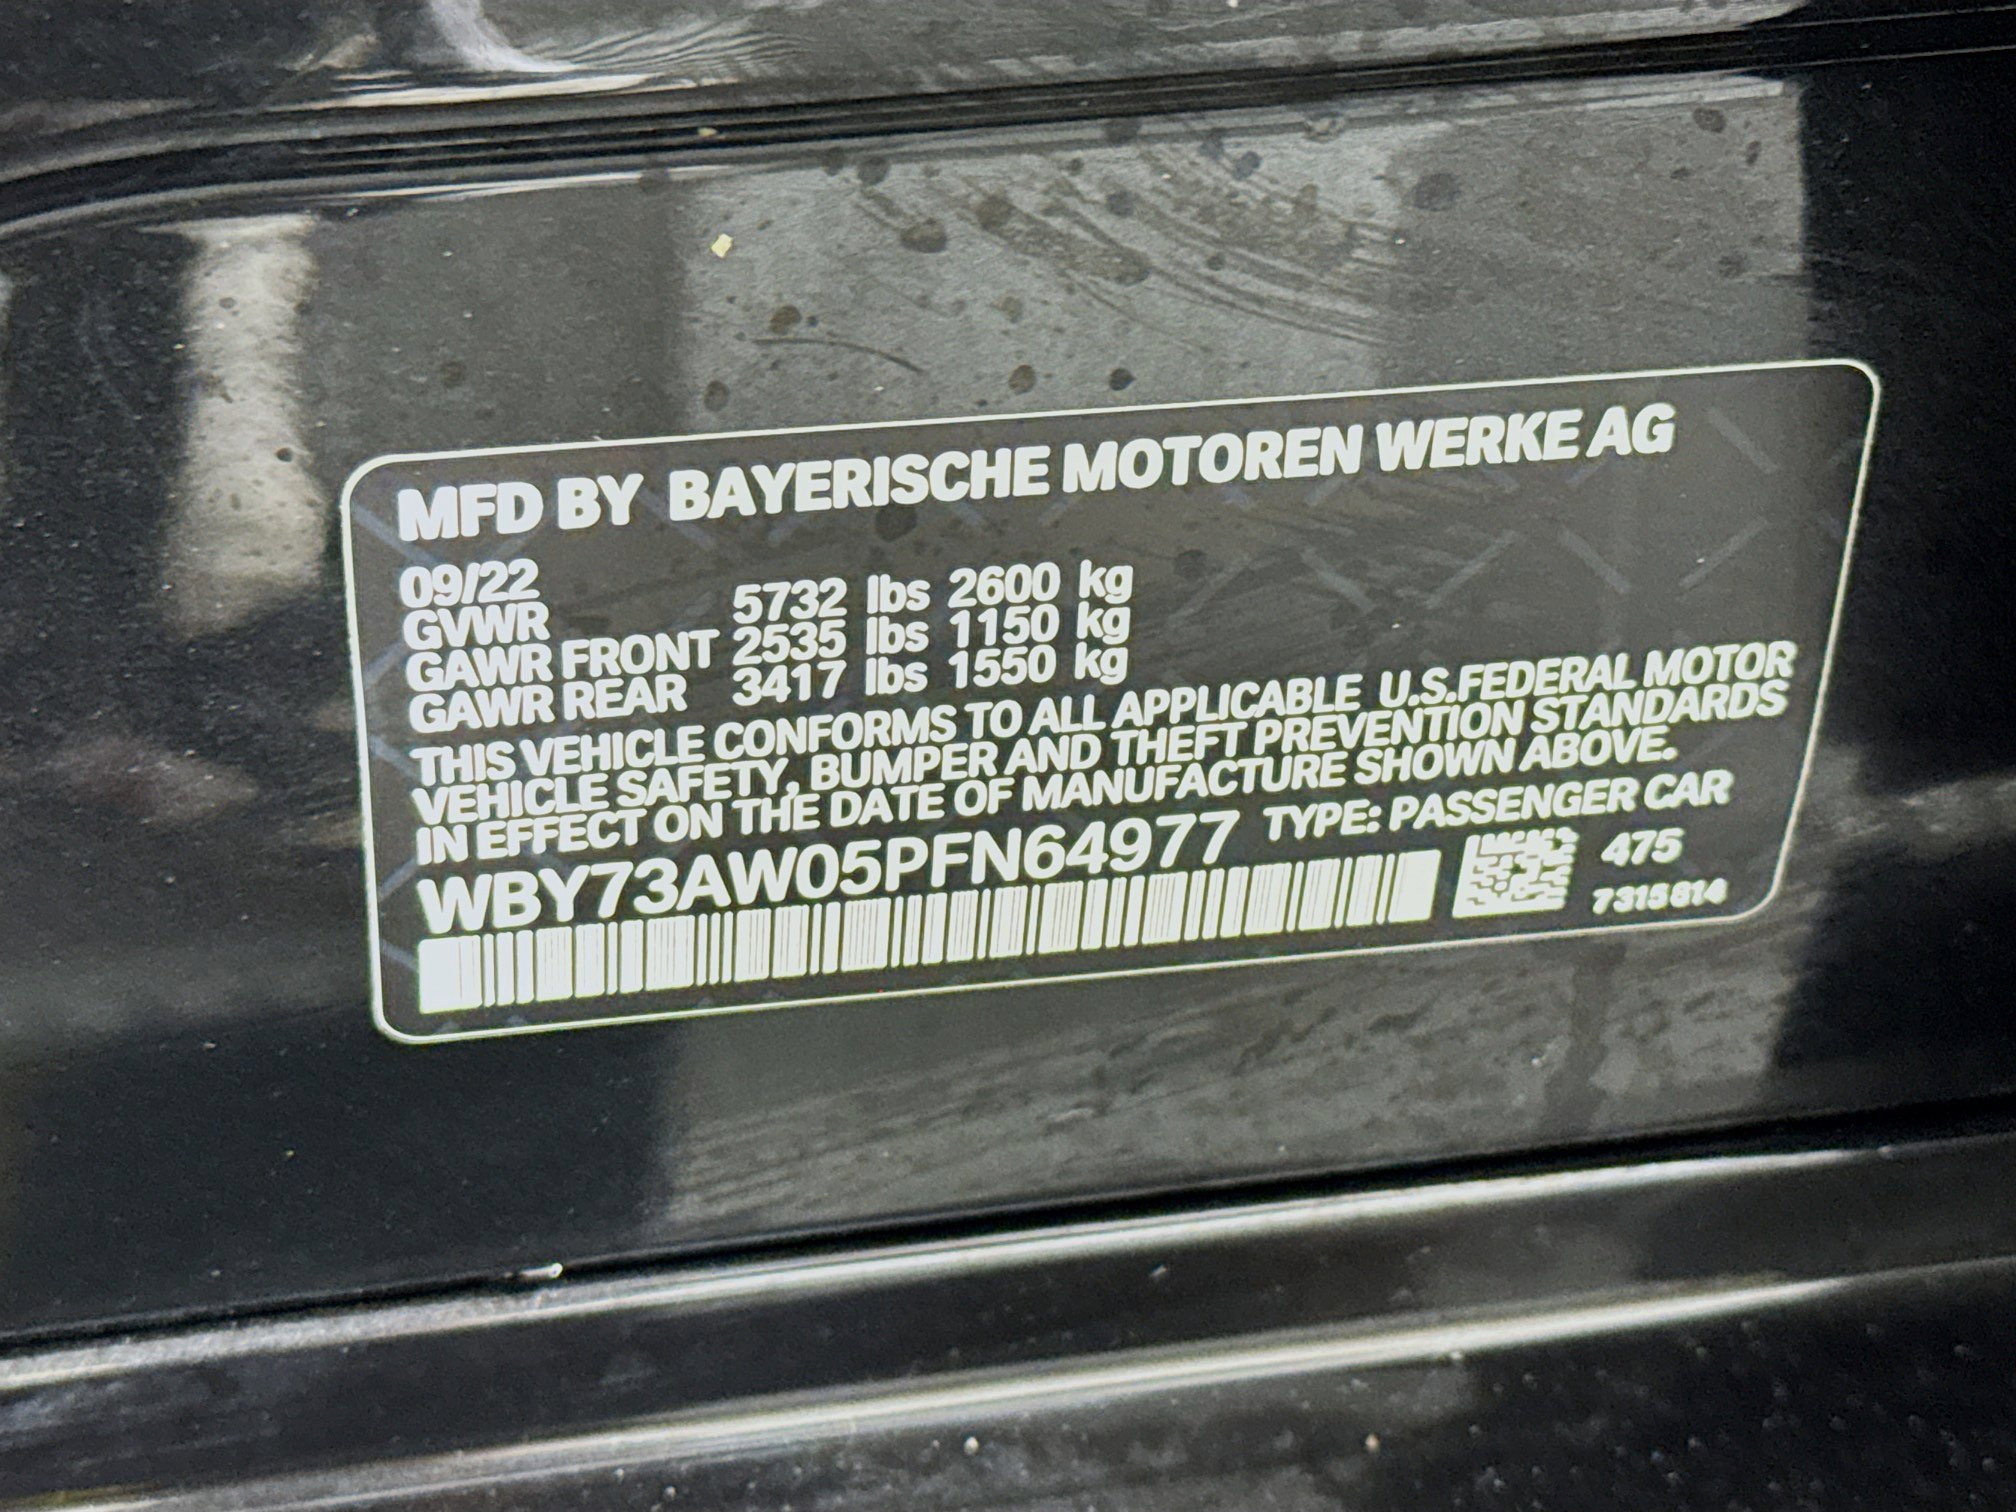 MFD BY BAYERISCHE MOTOREN WERKE AG
09/22
GVWR 5732 lbs 2600 kg
GAWR FRONT 2535 lbs 1150 kg
GAWR REAR 3417 lbs 1550 kg
THIS VEHICLE CONFORMS TO ALL APPLICABLE U.S.FEDERAL MOTOR
VEHICLE SAFETY, BUMPER AND THEFT PREVENTION STANDARDS
IN EFFECT ON THE DATE OF MANUFACTURE SHOWN ABOVE.
WBY73AW05PFN64977 TYPE: PASSENGER CAR
475
7315814